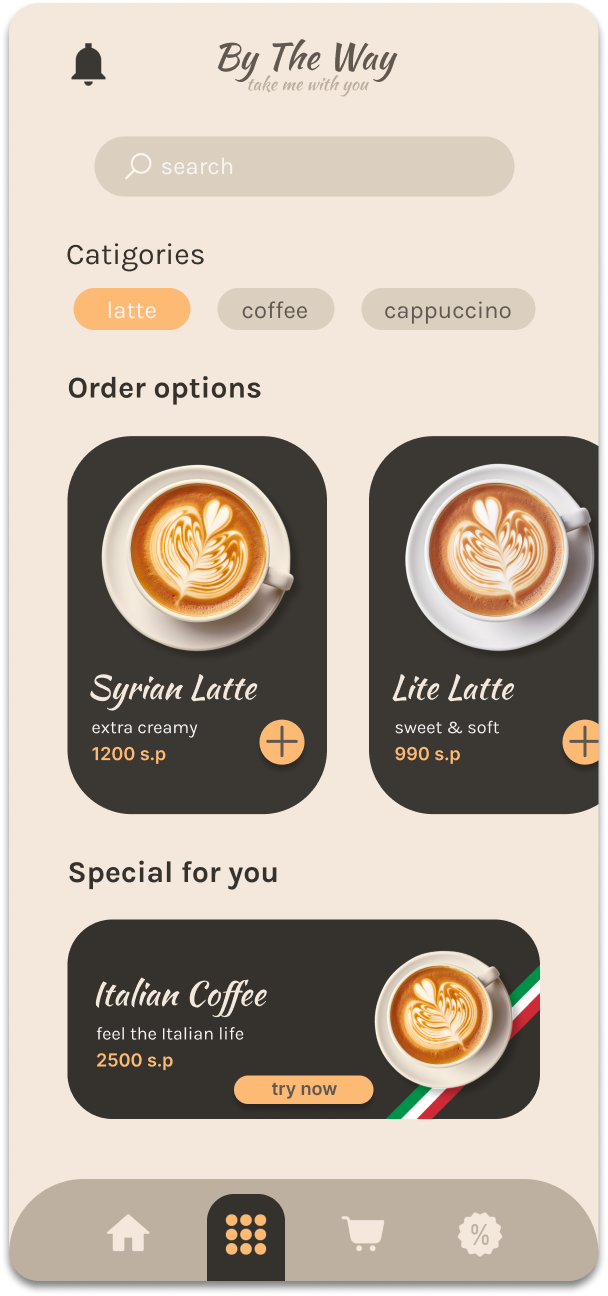 By The Way
take me with you
search
Catigories
latte coffee cappuccino
Order options
Syrian Latte
extra creamy
1200 s.p
Lite Latte
sweet & soft
990 s.p
Special for you
Italian Coffee
feel the Italian life
2500 s.p
try now
%